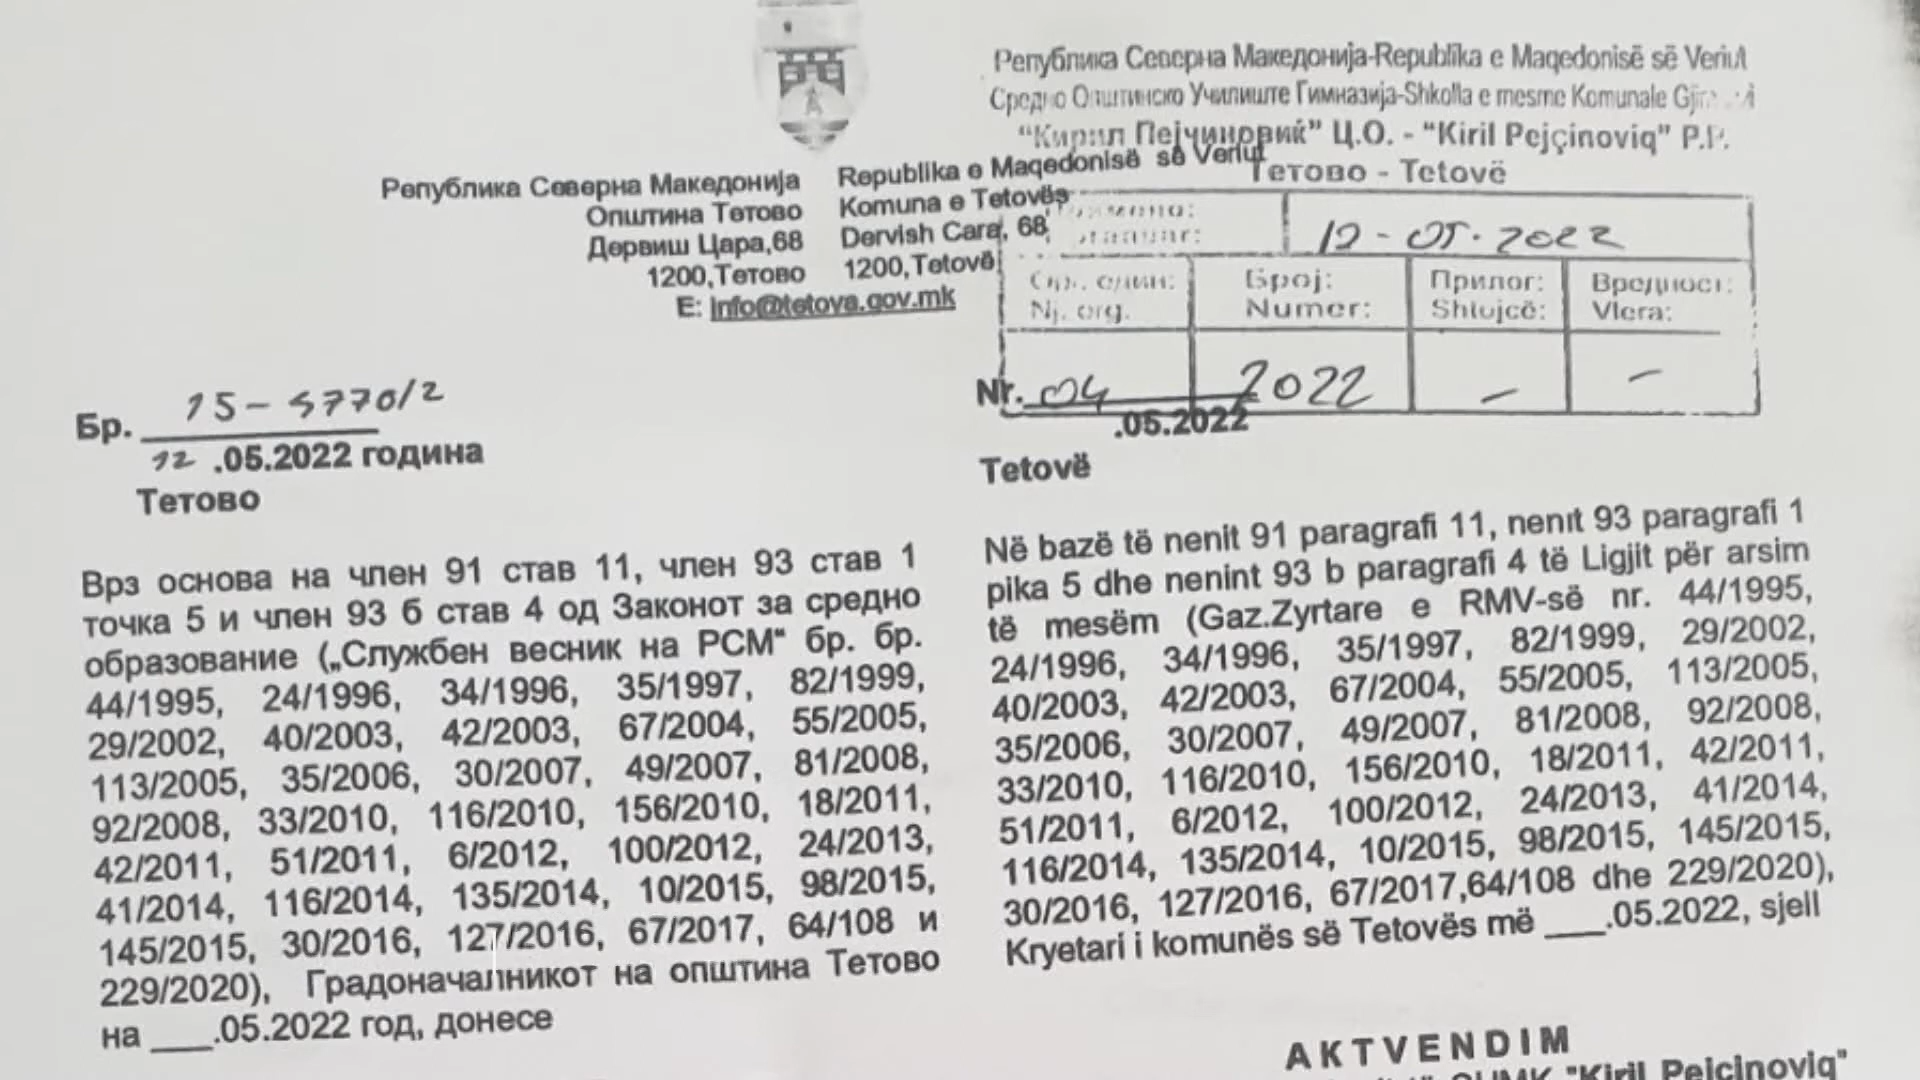 Република Северна Македонија-Republika e Maqedonisë së Veriut
Средно Општинско Училиште Гимназија-Shkolla e mesme Komunale
“Кирил Пејчиновиќ” Ц.О. - “Kiril Pejçinoviq” P.P.
Тетово - Tetovë
12-05.2022
Орг. един: Број: Прилог: Вредност:
Nj. org. Numer: Shtojcë: Vlera:
04 2022 - -
Република Северна Македонија
Општина Тетово
Дервиш Цара,68
1200,Тетово
E: info@tetova.gov.mk
Republika e Maqedonisë së Veriut
Komuna e Tetovës
Dervish Cara, 68
1200,Tetovë
Бр. 15-4770/2
12 .05.2022 година
Тетово
Врз основа на член 91 став 11, член 93 став 1
точка 5 и член 93 б став 4 од Законот за средно
образование („Службен весник на РСМ“ бр. бр.
44/1995, 24/1996, 34/1996, 35/1997, 82/1999,
29/2002, 40/2003, 42/2003, 67/2004, 55/2005,
113/2005, 35/2006, 30/2007, 49/2007, 81/2008,
92/2008, 33/2010, 116/2010, 156/2010, 18/2011,
42/2011, 51/2011, 6/2012, 100/2012, 24/2013,
41/2014, 116/2014, 135/2014, 10/2015, 98/2015,
145/2015, 30/2016, 127/2016, 67/2017, 64/108 и
229/2020), Градоначалникот на општина Тетово
на ___.05.2022 год, донесе
Nr.
.05.2022
Tetovë
Në bazë të nenit 91 paragrafi 11, nenit 93 paragrafi 1
pika 5 dhe nenint 93 b paragrafi 4 të Ligjit për arsim
të mesëm (Gaz.Zyrtare e RMV-së nr. 44/1995,
24/1996, 34/1996, 35/1997, 82/1999, 29/2002,
40/2003, 42/2003, 67/2004, 55/2005, 113/2005,
35/2006, 30/2007, 49/2007, 81/2008, 92/2008,
33/2010, 116/2010, 156/2010, 18/2011, 42/2011,
51/2011, 6/2012, 100/2012, 24/2013, 41/2014,
116/2014, 135/2014, 10/2015, 98/2015, 145/2015,
30/2016, 127/2016, 67/2017,64/108 dhe 229/2020),
Kryetari i komunës së Tetovës më ___.05.2022, sjell
AKTVENDIM
"Kiril Pejcinoviq"